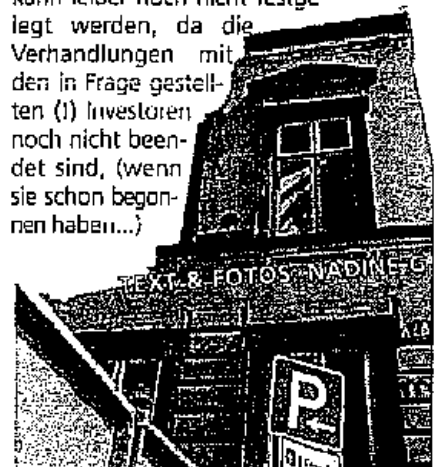 kann leider noch nicht festge
legt werden, da die
Verhandlungen mit
den in Frage gestell-
ten (!) Investoren
noch nicht been-
det sind, (wenn
sie schon begon-
nen haben...)
TEXT & FOTOS NADINE G
P